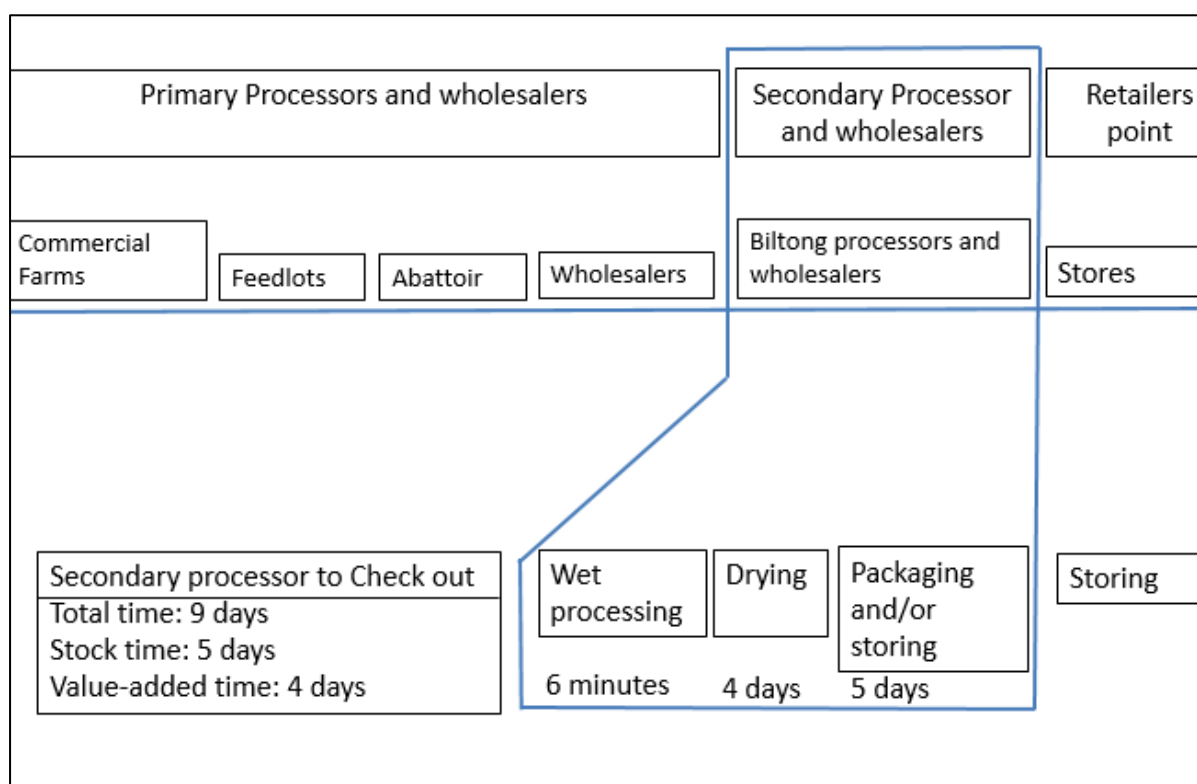 Primary Processors and wholesalers
Secondary Processor
and wholesalers
Retailers
point
Commercial
Farms
Feedlots
Abattoir
Wholesalers
Biltong processors and
wholesalers
Stores
Secondary processor to Check out
Total time: 9 days
Stock time: 5 days
Value-added time: 4 days
Wet
processing
Drying
Packaging
and/or
storing
Storing
6 minutes
4 days
5 days